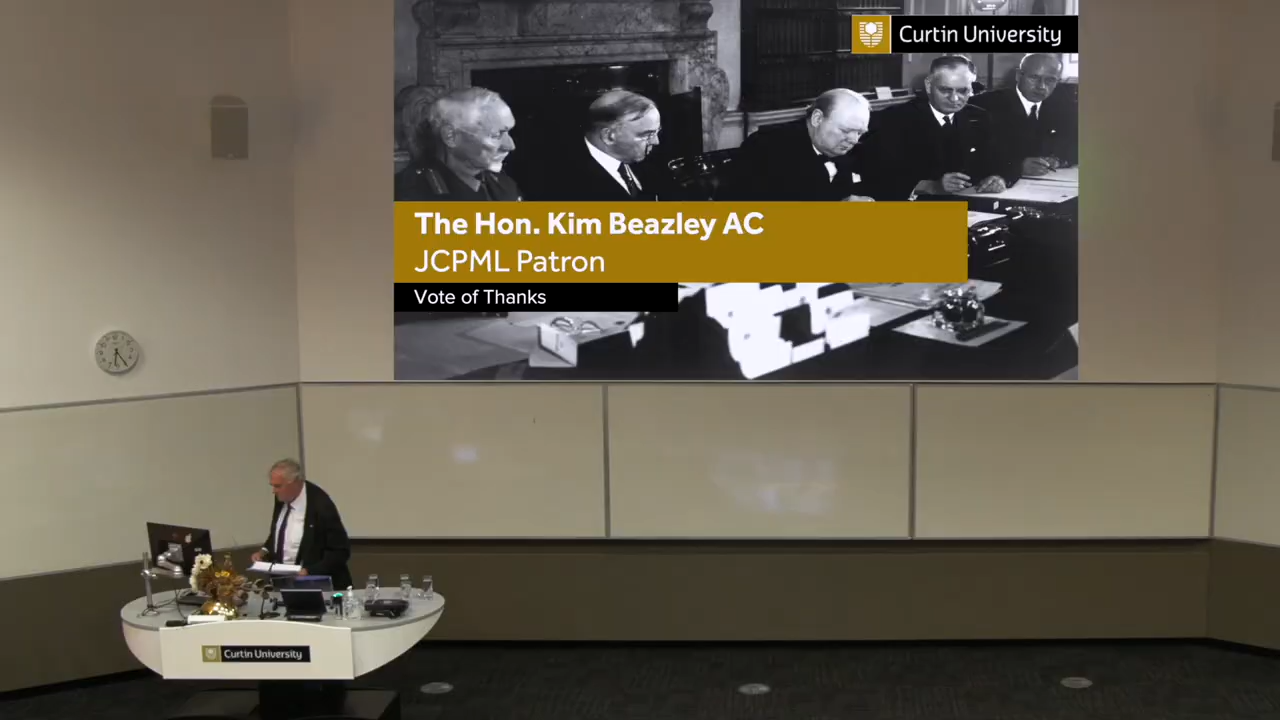 Curtin University
The Hon. Kim Beazley AC
JCPML Patron
Vote of Thanks
Curtin University